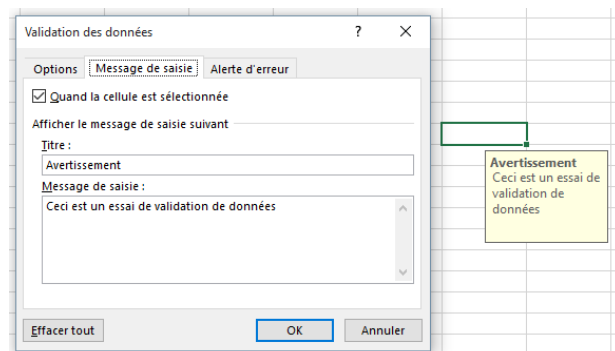 Validation des données ? ×
Options Message de saisie Alerte d'erreur
Quand la cellule est sélectionnée
Afficher le message de saisie suivant
Titre :
Avertissement
Message de saisie :
Ceci est un essai de validation de données
Effacer tout OK Annuler
Avertissement
Ceci est un essai de
validation de
données